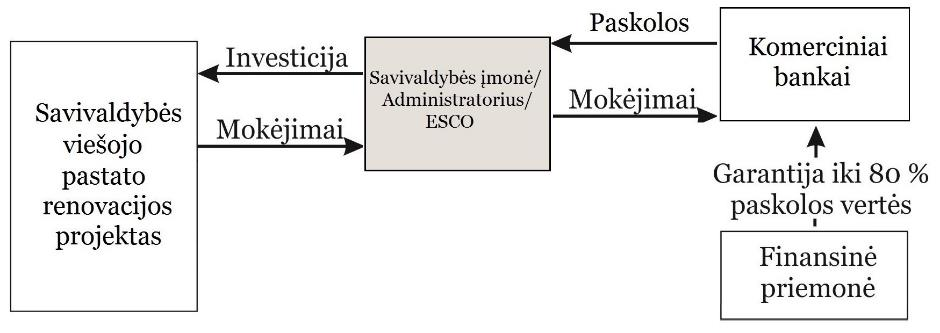 Savivaldybės
viešojo
pastato
renovacijos
projektas
Investicija
Mokėjimai
Savivaldybės įmonė/
Administratorius/
ESCO
Paskolos
Mokėjimai
Komerciniai
bankai
Garantija iki 80 %
paskolos vertės
Finansinė
priemonė